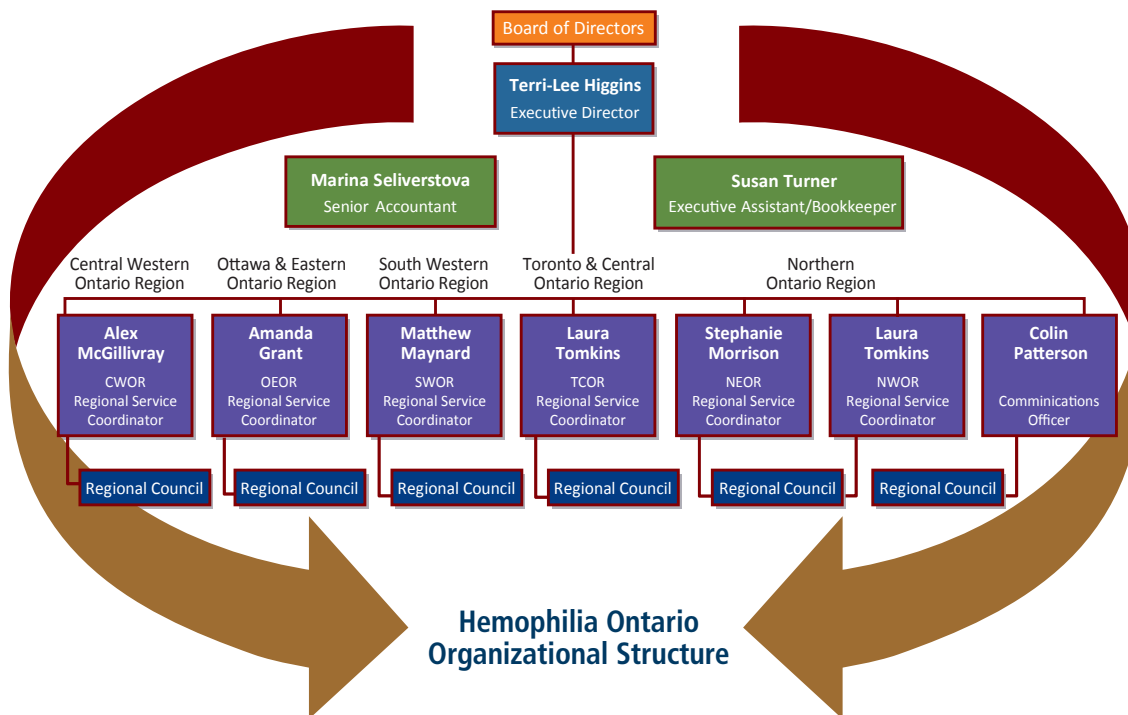 Board of Directors
Terri-Lee Higgins
Executive Director
Marina Seliverstova
Senior Accountant
Susan Turner
Executive Assistant/Bookkeeper
Central Western
Ontario Region
Ottawa & Eastern
Ontario Region
South Western
Ontario Region
Toronto & Central
Ontario Region
Northern
Ontario Region
Alex
McGillivray
CWOR
Regional Service
Coordinator
Amanda
Grant
OEOR
Regional Service
Coordinator
Matthew
Maynard
SWOR
Regional Service
Coordinator
Laura
Tomkins
TCOR
Regional Service
Coordinator
Stephanie
Morrison
NEOR
Regional Service
Coordinator
Laura
Tomkins
NWOR
Regional Service
Coordinator
Colin
Patterson
Comminications
Officer
Regional Council
Regional Council
Regional Council
Regional Council
Regional Council
Regional Council
Hemophilia Ontario
Organizational Structure